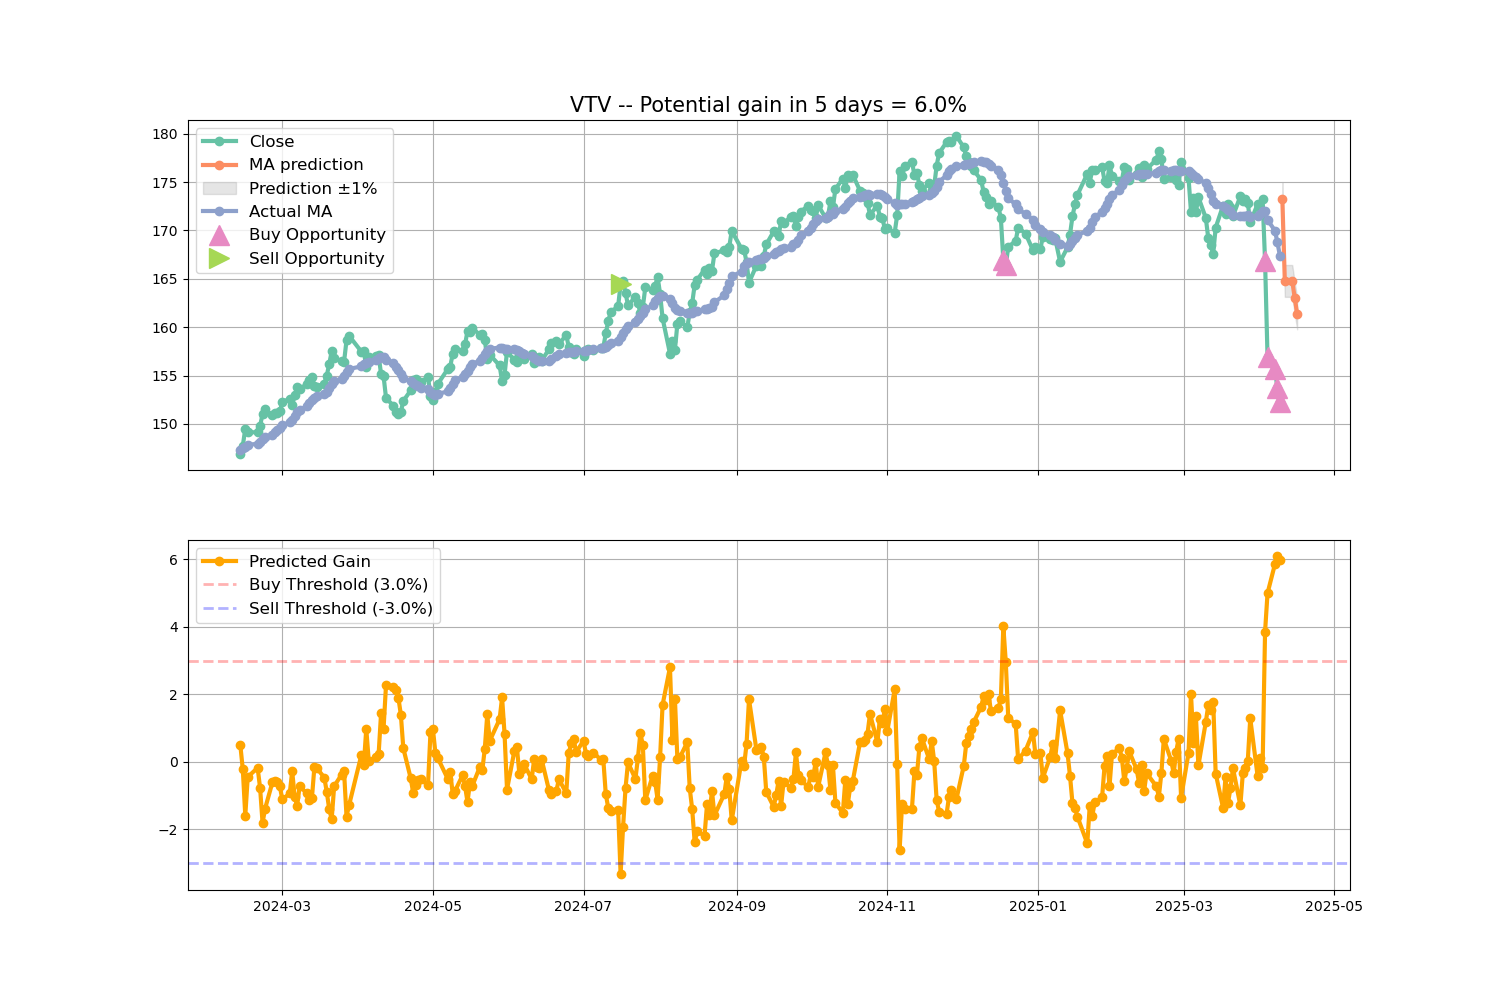 VTV -- Potential gain in 5 days = 6.0%
180
175
170
165
160
155
150
Close
MA prediction
Prediction ±1%
Actual MA
Buy Opportunity
Sell Opportunity
6
4
2
0
−2
Predicted Gain
Buy Threshold (3.0%)
Sell Threshold (-3.0%)
2024-03
2024-05
2024-07
2024-09
2024-11
2025-01
2025-03
2025-05